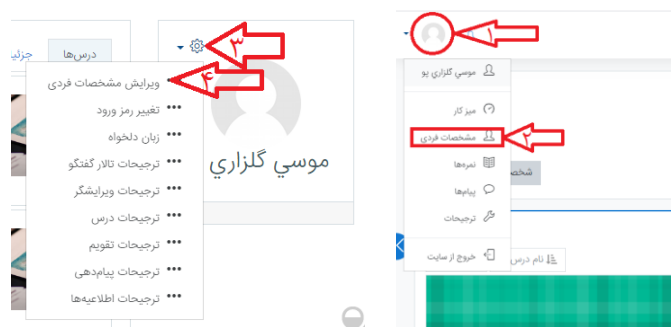 ۱
موسي گلزاري پو
میز کار
۲
مشخصات فردی
نمره‌ها
پیام‌ها
ترجیحات
خروج از سایت
نام درس
۳
درس‌ها
۴
ویرایش مشخصات فردی
تغییر رمز ورود
زبان دلخواه
ترجیحات تالار گفتگو
ترجیحات ویرایشگر
ترجیحات درس
ترجیحات تقویم
ترجیحات پیام‌دهی
ترجیحات اطلاعیه‌ها
موسي گلزاري